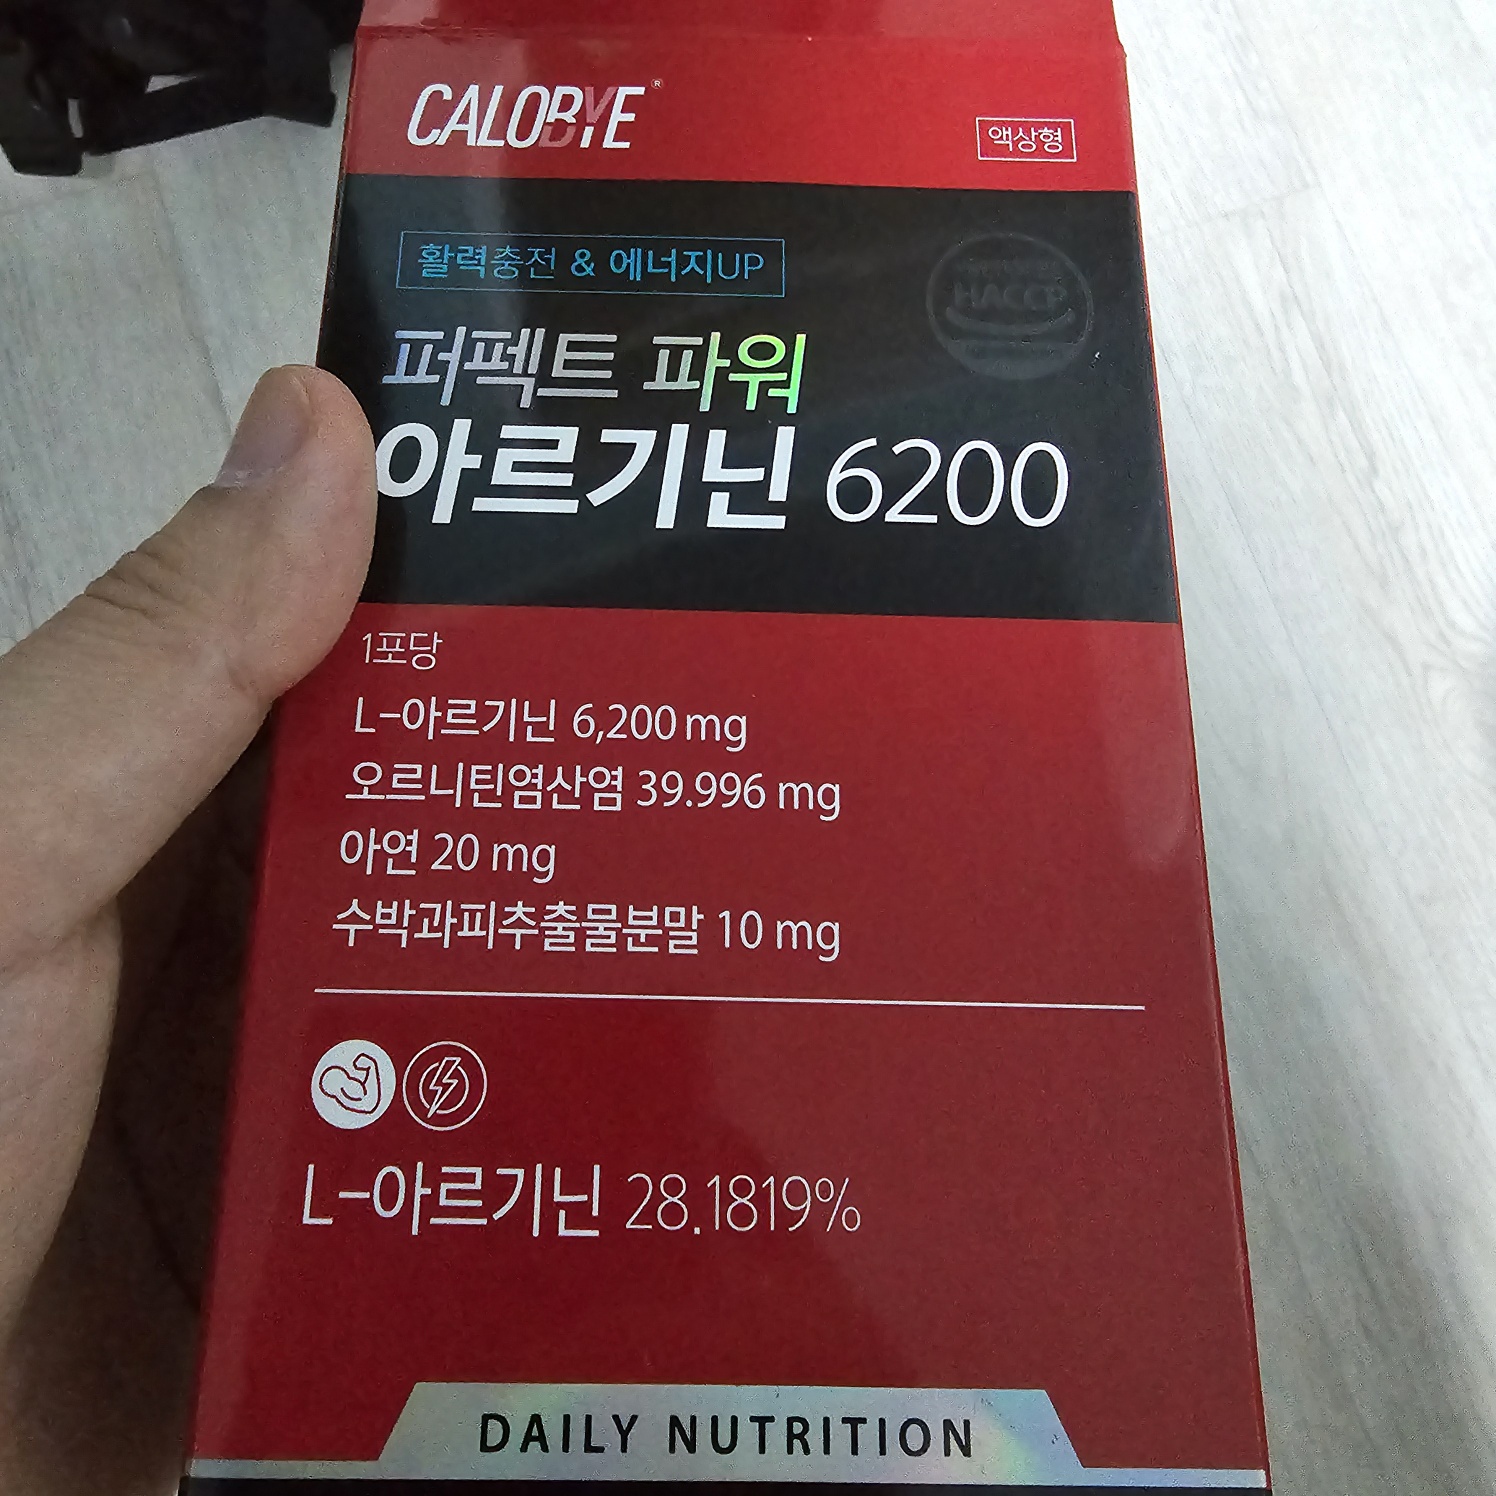 CALOBYE®
액상형
활력충전 & 에너지UP
HACCP
퍼펙트 파워
아르기닌 6200
1포당
L-아르기닌 6,200 mg
오르니틴염산염 39.996 mg
아연 20 mg
수박과피추출물분말 10 mg
L-아르기닌 28.1819%
DAILY NUTRITION